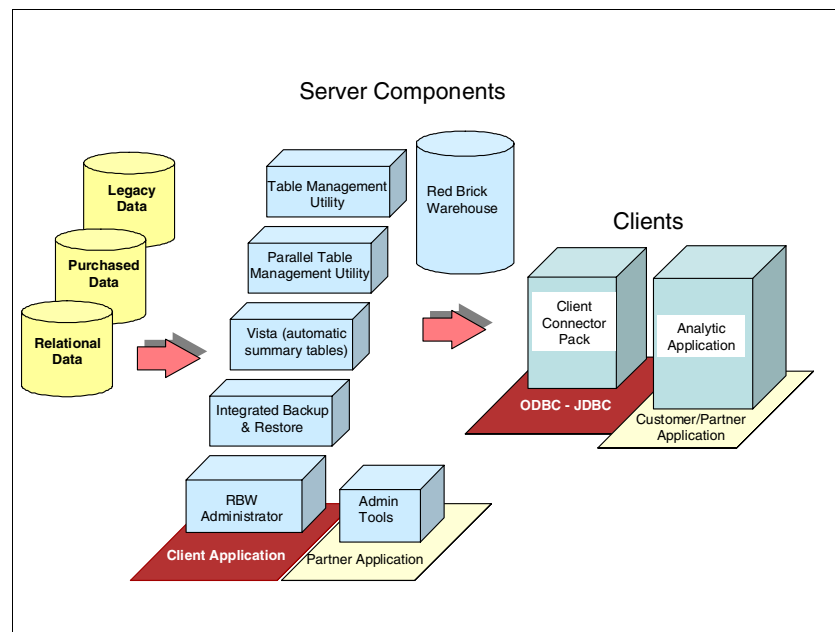 Server Components
Legacy
Data
Purchased
Data
Relational
Data
Table Management
Utility
Parallel Table
Management Utility
Vista (automatic
summary tables)
Integrated Backup
& Restore
RBW
Administrator
Client Application
Admin
Tools
Partner Application
Red Brick
Warehouse
Clients
Client
Connector
Pack
ODBC - JDBC
Analytic
Application
Customer/Partner
Application